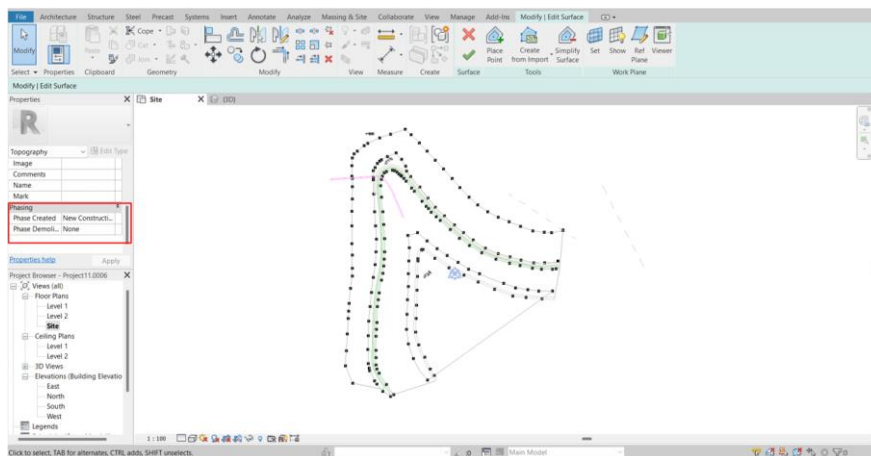 File Architecture Structure Steel Precast Systems Insert Annotate Analyze Massing & Site Collaborate View Manage Add-Ins Modify | Edit Surface
Modify
Paste
Cope
Cut
Join
Place Point
Create from Import
Simplify Surface
Set
Show
Ref Plane
Viewer
Select Properties Clipboard Geometry Modify View Measure Create Surface Tools Work Plane
Modify | Edit Surface
Properties
Site
{3D}
R
Topography
Edit Type
Image
Comments
Name
Mark
Phasing
Phase Created New Constructi...
Phase Demoli... None
Properties help
Apply
Project Browser - Project11.0006
Views (all)
Floor Plans
Level 1
Level 2
Site
Ceiling Plans
Level 1
Level 2
3D Views
Elevations (Building Elevatio
East
North
South
West
Legends
1 : 100
Click to select, TAB for alternates, CTRL adds, SHIFT unselects.
:0
Main Model